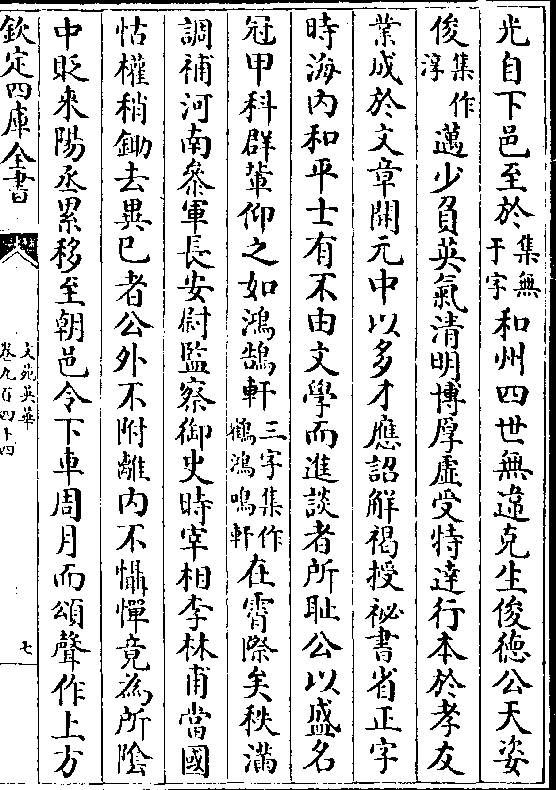 光自下邑至於集無于字和州四世無違克生俊德公天姿
俊集作淳邁少負英氣清明博厚虛受特達行本於孝友
業成於文章開元中以多才應詔解褐授祕書省正字
時海内和平士有不由文學而進談者所恥公以盛名
冠甲科群軰仰之如鴻鵠軒三字集作鶴鴻鳴軒在霄際矣秩滿
調補河南叅軍長安尉監察御史時宰相李林甫當國
怙權稍鋤去異已者公外不附離内不懾憚竟為所陰
中貶來陽丞累移至朝邑令下車周月而頌聲作上方
欽定四庫全書
文苑英華
卷九百四十四
七